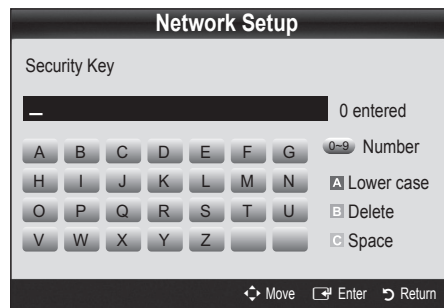 Network Setup
Security Key
_ 0 entered
A B C D E F G 0~9 Number
H I J K L M N A Lower case
O P Q R S T U B Delete
V W X Y Z C Space
Move Enter Return